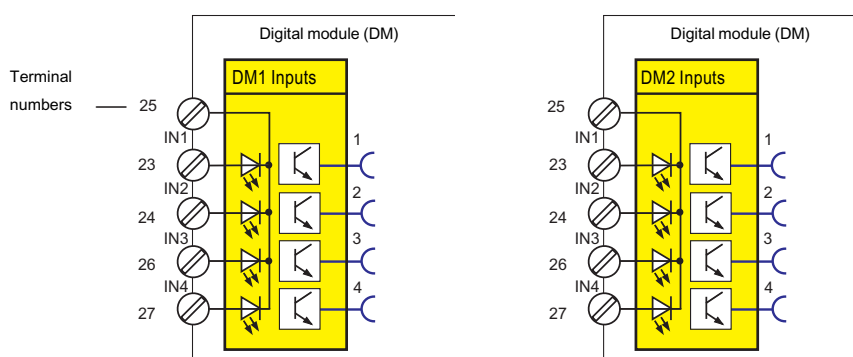 Digital module (DM)
Terminal
numbers
DM1 Inputs
25
IN1
23
IN2
24
IN3
26
IN4
27
1
2
3
4
Digital module (DM)
DM2 Inputs
25
IN1
23
IN2
24
IN3
26
IN4
27
1
2
3
4